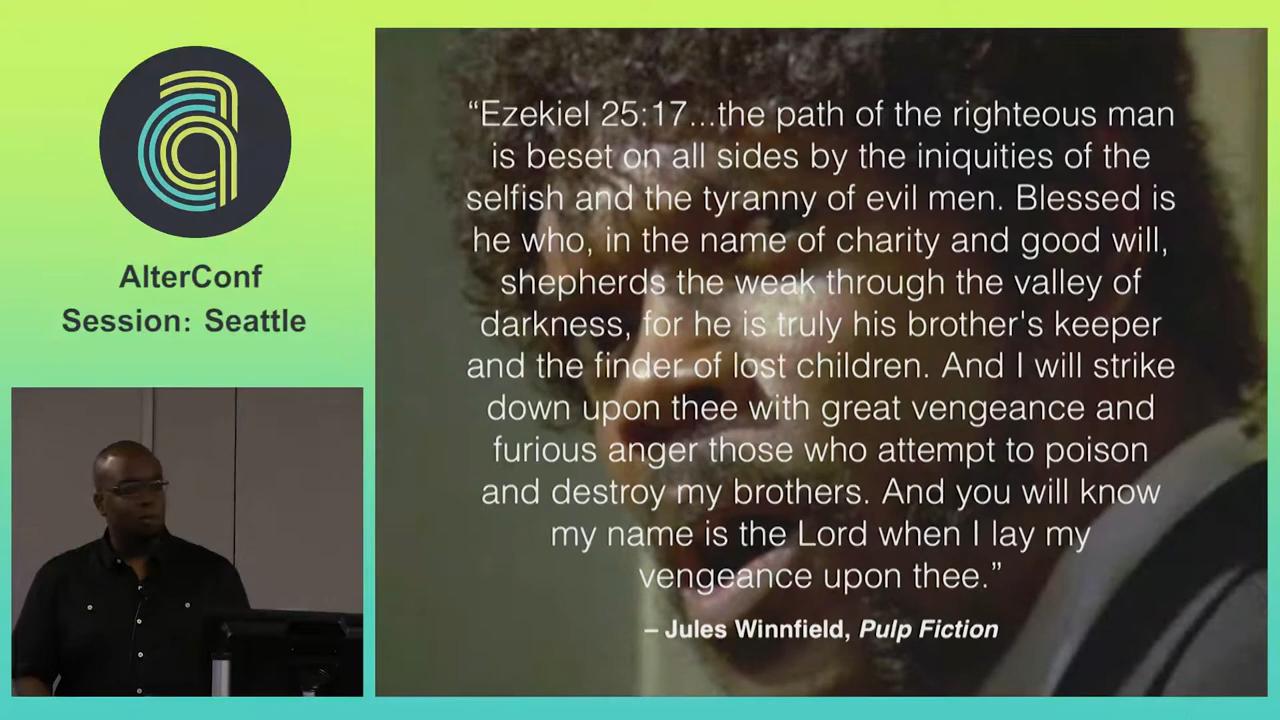 AlterConf
Session: Seattle
“Ezekiel 25:17...the path of the righteous man
is beset on all sides by the iniquities of the
selfish and the tyranny of evil men. Blessed is
he who, in the name of charity and good will,
shepherds the weak through the valley of
darkness, for he is truly his brother's keeper
and the finder of lost children. And I will strike
down upon thee with great vengeance and
furious anger those who attempt to poison
and destroy my brothers. And you will know
my name is the Lord when I lay my
vengeance upon thee.”
– Jules Winnfield, Pulp Fiction